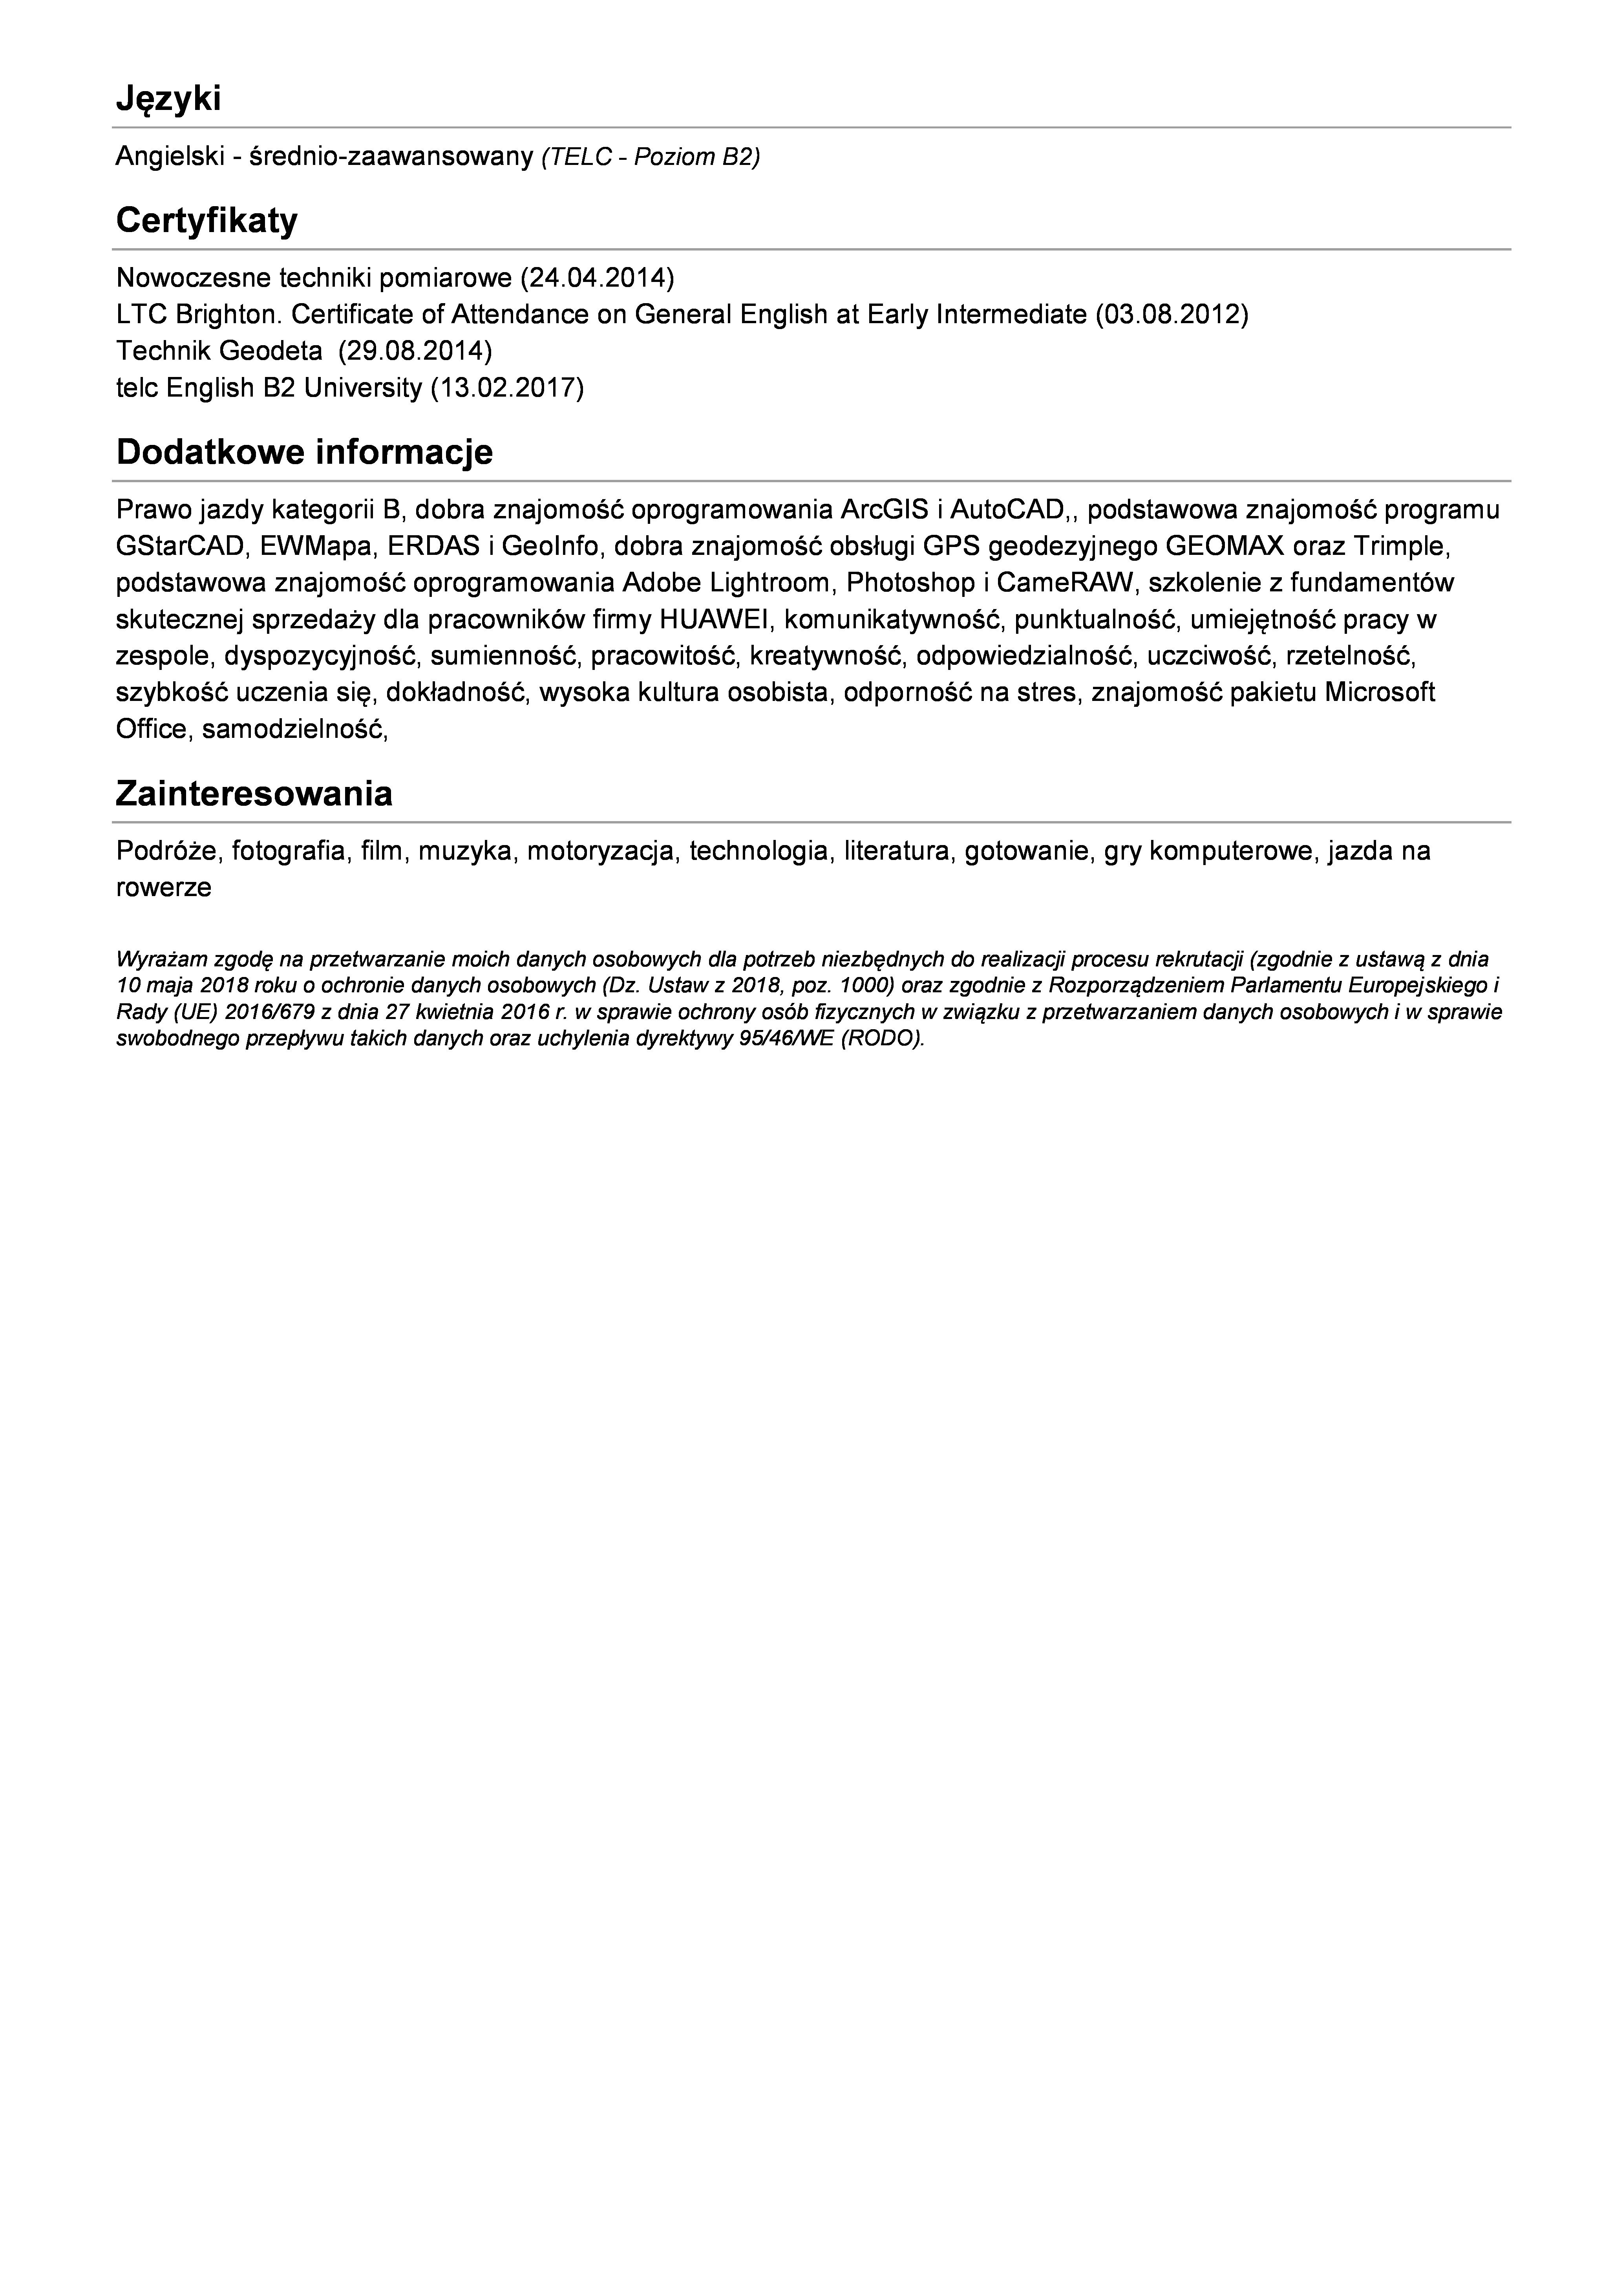 Języki
Angielski - średnio-zaawansowany (TELC - Poziom B2)
Certyfikaty
Nowoczesne techniki pomiarowe (24.04.2014)
LTC Brighton. Certificate of Attendance on General English at Early Intermediate (03.08.2012)
Technik Geodeta  (29.08.2014)
telc English B2 University (13.02.2017)
Dodatkowe informacje
Prawo jazdy kategorii B, dobra znajomość oprogramowania ArcGIS i AutoCAD,, podstawowa znajomość programu
GStarCAD, EWMapa, ERDAS i GeoInfo, dobra znajomość obsługi GPS geodezyjnego GEOMAX oraz Trimple,
podstawowa znajomość oprogramowania Adobe Lightroom, Photoshop i CameRAW, szkolenie z fundamentów
skutecznej sprzedaży dla pracowników firmy HUAWEI, komunikatywność, punktualność, umiejętność pracy w
zespole, dyspozycyjność, sumienność, pracowitość, kreatywność, odpowiedzialność, uczciwość, rzetelność,
szybkość uczenia się, dokładność, wysoka kultura osobista, odporność na stres, znajomość pakietu Microsoft
Office, samodzielność,
Zainteresowania
Podróże, fotografia, film, muzyka, motoryzacja, technologia, literatura, gotowanie, gry komputerowe, jazda na
rowerze
Wyrażam zgodę na przetwarzanie moich danych osobowych dla potrzeb niezbędnych do realizacji procesu rekrutacji (zgodnie z ustawą z dnia
10 maja 2018 roku o ochronie danych osobowych (Dz. Ustaw z 2018, poz. 1000) oraz zgodnie z Rozporządzeniem Parlamentu Europejskiego i
Rady (UE) 2016/679 z dnia 27 kwietnia 2016 r. w sprawie ochrony osób fizycznych w związku z przetwarzaniem danych osobowych i w sprawie
swobodnego przepływu takich danych oraz uchylenia dyrektywy 95/46/WE (RODO).